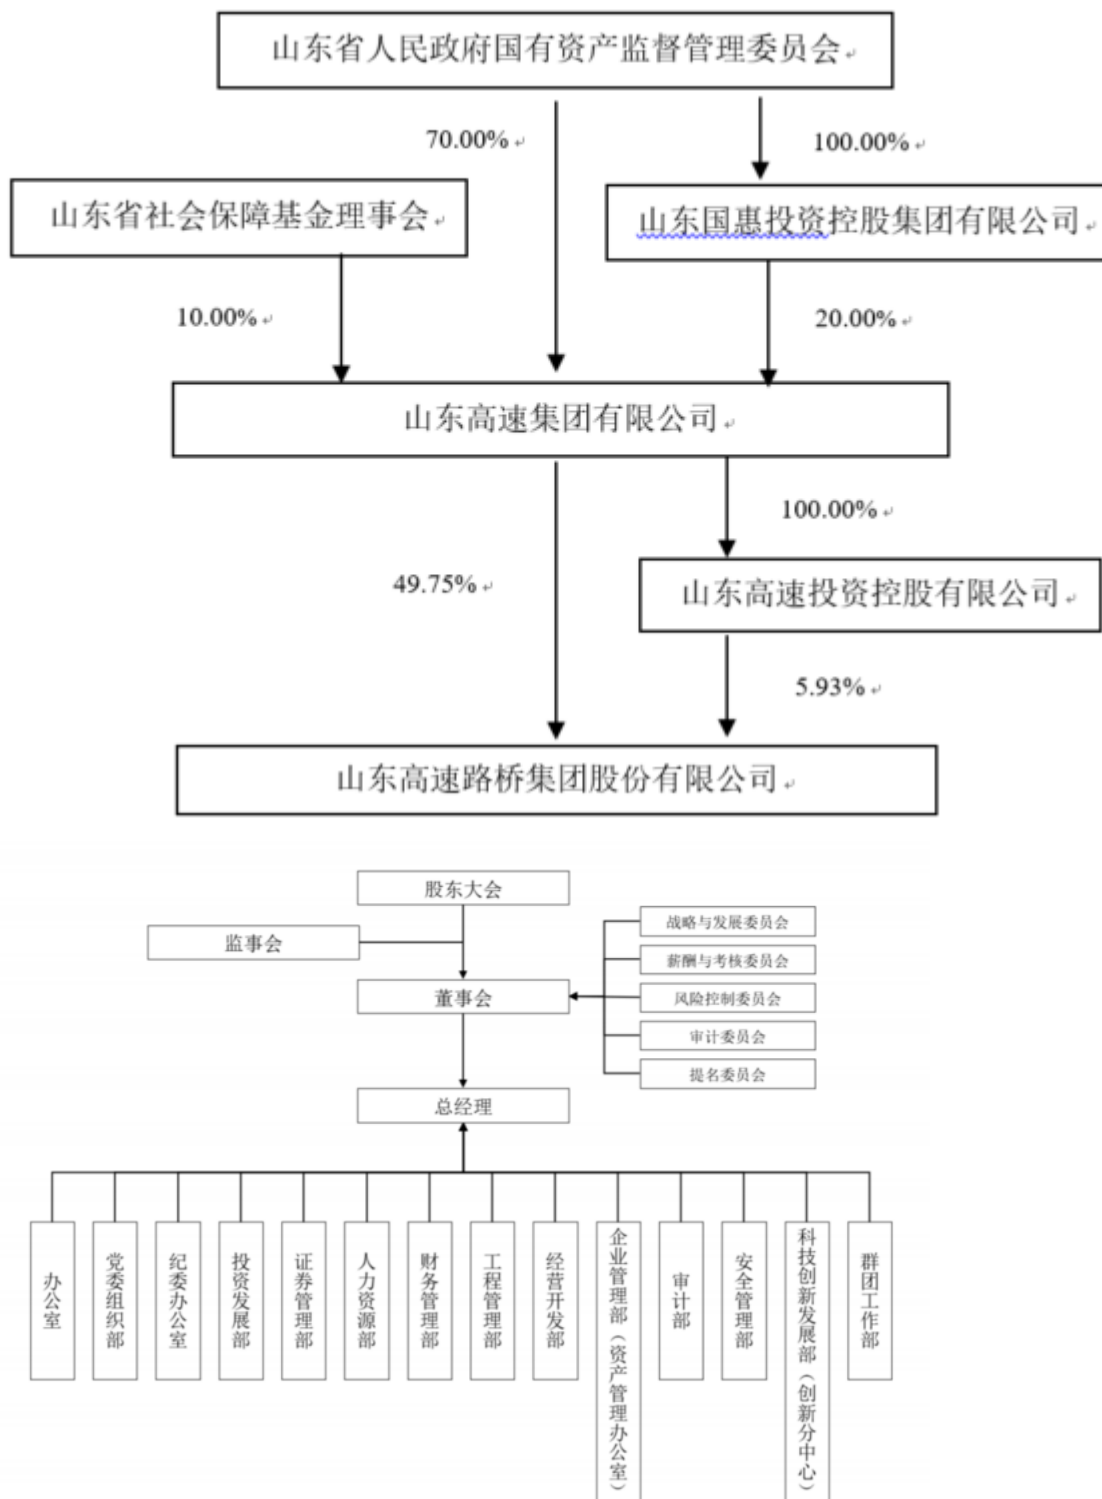 山东省人民政府国有资产监督管理委员会
70.00%
100.00%
山东省社会保障基金理事会
山东国惠投资控股集团有限公司
10.00%
20.00%
山东高速集团有限公司
100.00%
49.75%
山东高速投资控股有限公司
5.93%
山东高速路桥集团股份有限公司
股东大会
监事会
董事会
战略与发展委员会
薪酬与考核委员会
风险控制委员会
审计委员会
提名委员会
总经理
办公室
党委组织部
纪委办公室
投资发展部
证券管理部
人力资源部
财务管理部
工程管理部
经营开发部
企业管理部（资产管理办公室）
审计部
安全管理部
科技创新发展部（创新分中心）
群团工作部